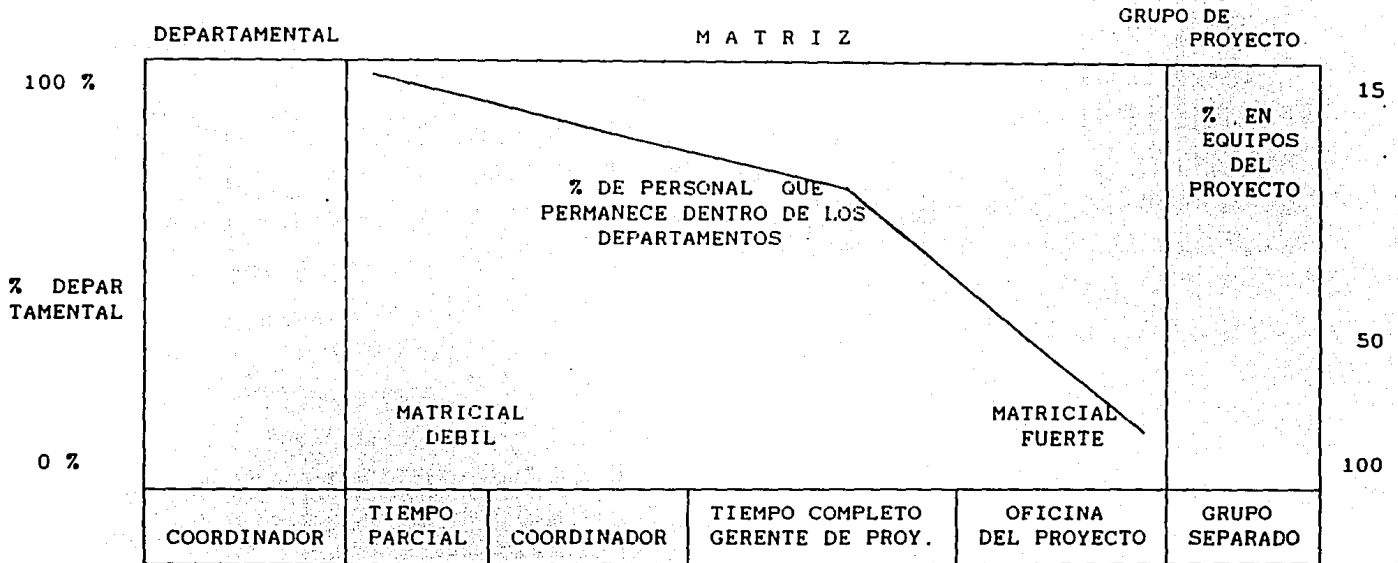 GRUPO DE
DEPARTAMENTAL M A T R I Z PROYECTO
100 % 15
% EN
EQUIPOS
DEL
PROYECTO
% DE PERSONAL QUE
PERMANECE DENTRO DE LOS
DEPARTAMENTOS
% DEPAR
TAMENTAL
50
MATRICIAL MATRICIAL
DEBIL FUERTE
0 % 100
TIEMPO TIEMPO COMPLETO OFICINA GRUPO
COORDINADOR PARCIAL COORDINADOR GERENTE DE PROY. DEL PROYECTO SEPARADO